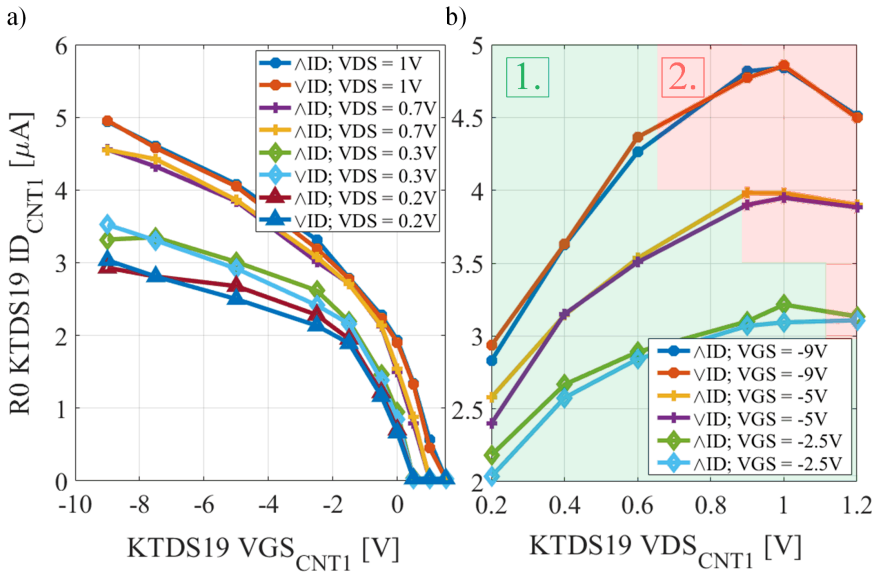 a)
b)
6
5
4
3
2
1
0
-10
-8
-6
-4
-2
0
R0 KTDS19 ID_CNT1 [μA]
KTDS19 VGS_CNT1 [V]
∧ID; VDS = 1V
∨ID; VDS = 1V
∧ID; VDS = 0.7V
∧ID; VDS = 0.7V
∧ID; VDS = 0.3V
∨ID; VDS = 0.3V
∧ID; VDS = 0.2V
∨ID; VDS = 0.2V
5
4.5
4
3.5
3
2.5
2
1.
2.
∧ID; VGS = -9V
∨ID; VGS = -9V
∧ID; VGS = -5V
∨ID; VGS = -5V
∧ID; VGS = -2.5V
∨ID; VGS = -2.5V
0.2
0.4
0.6
0.8
1
1.2
KTDS19 VDS_CNT1 [V]